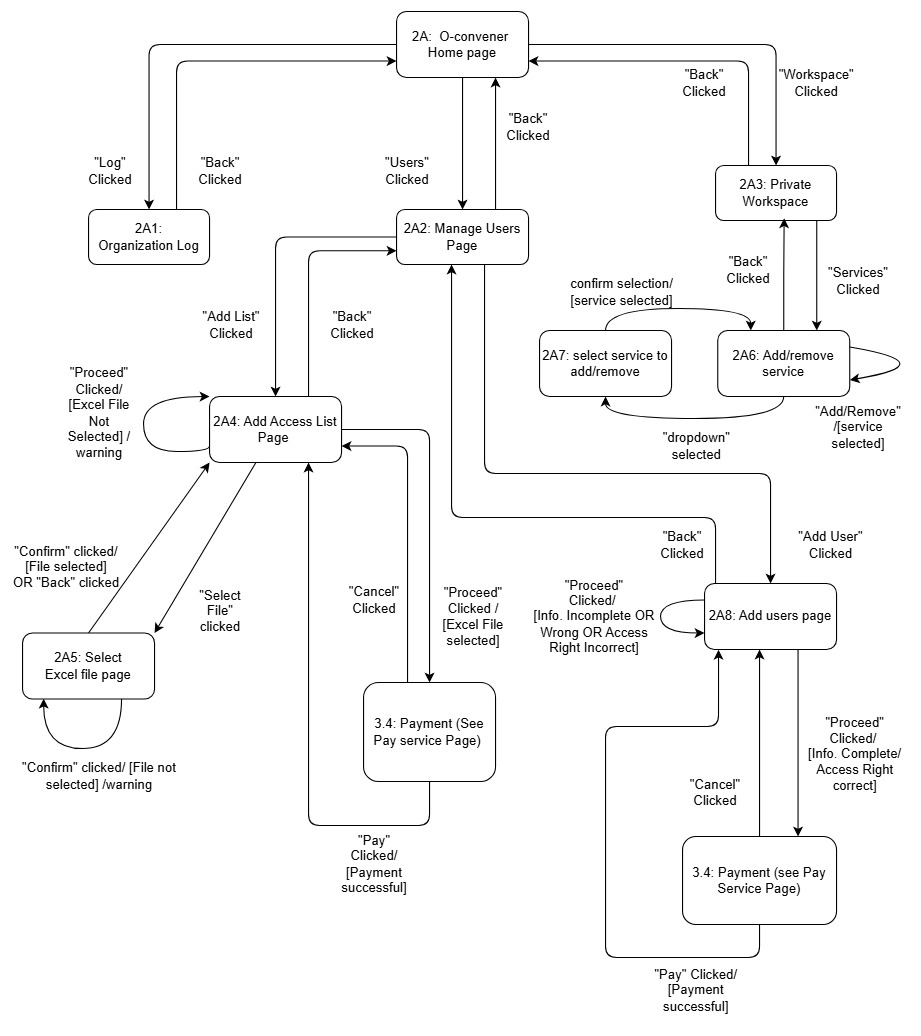 2A: O-convener
Home page
"Back"
Clicked
"Workspace"
Clicked
"Back"
Clicked
"Log"
Clicked
"Back"
Clicked
"Users"
Clicked
2A3: Private
Workspace
2A1:
Organization Log
2A2: Manage Users
Page
"Back"
Clicked
"Services"
Clicked
confirm selection/
[service selected]
"Add List"
Clicked
"Back"
Clicked
2A7: select service to
add/remove
2A6: Add/remove
service
"Proceed"
Clicked/
[Excel File
Not
Selected] /
warning
2A4: Add Access List
Page
"Add/Remove"
/[service
selected]
"dropdown"
selected
"Confirm" clicked/
[File selected]
OR "Back" clicked
"Select
File"
clicked
"Cancel"
Clicked
"Proceed"
Clicked /
[Excel File
selected]
"Back"
Clicked
"Add User"
Clicked
"Proceed"
Clicked/
[Info. Incomplete OR
Wrong OR Access
Right Incorrect]
2A8: Add users page
2A5: Select
Excel file page
3.4: Payment (See
Pay service Page)
"Confirm" clicked/ [File not
selected] /warning
"Proceed"
Clicked/
[Info. Complete/
Access Right
correct]
"Cancel"
Clicked
"Pay"
Clicked/
[Payment
successful]
3.4: Payment (see Pay
Service Page)
"Pay" Clicked/
[Payment
successful]